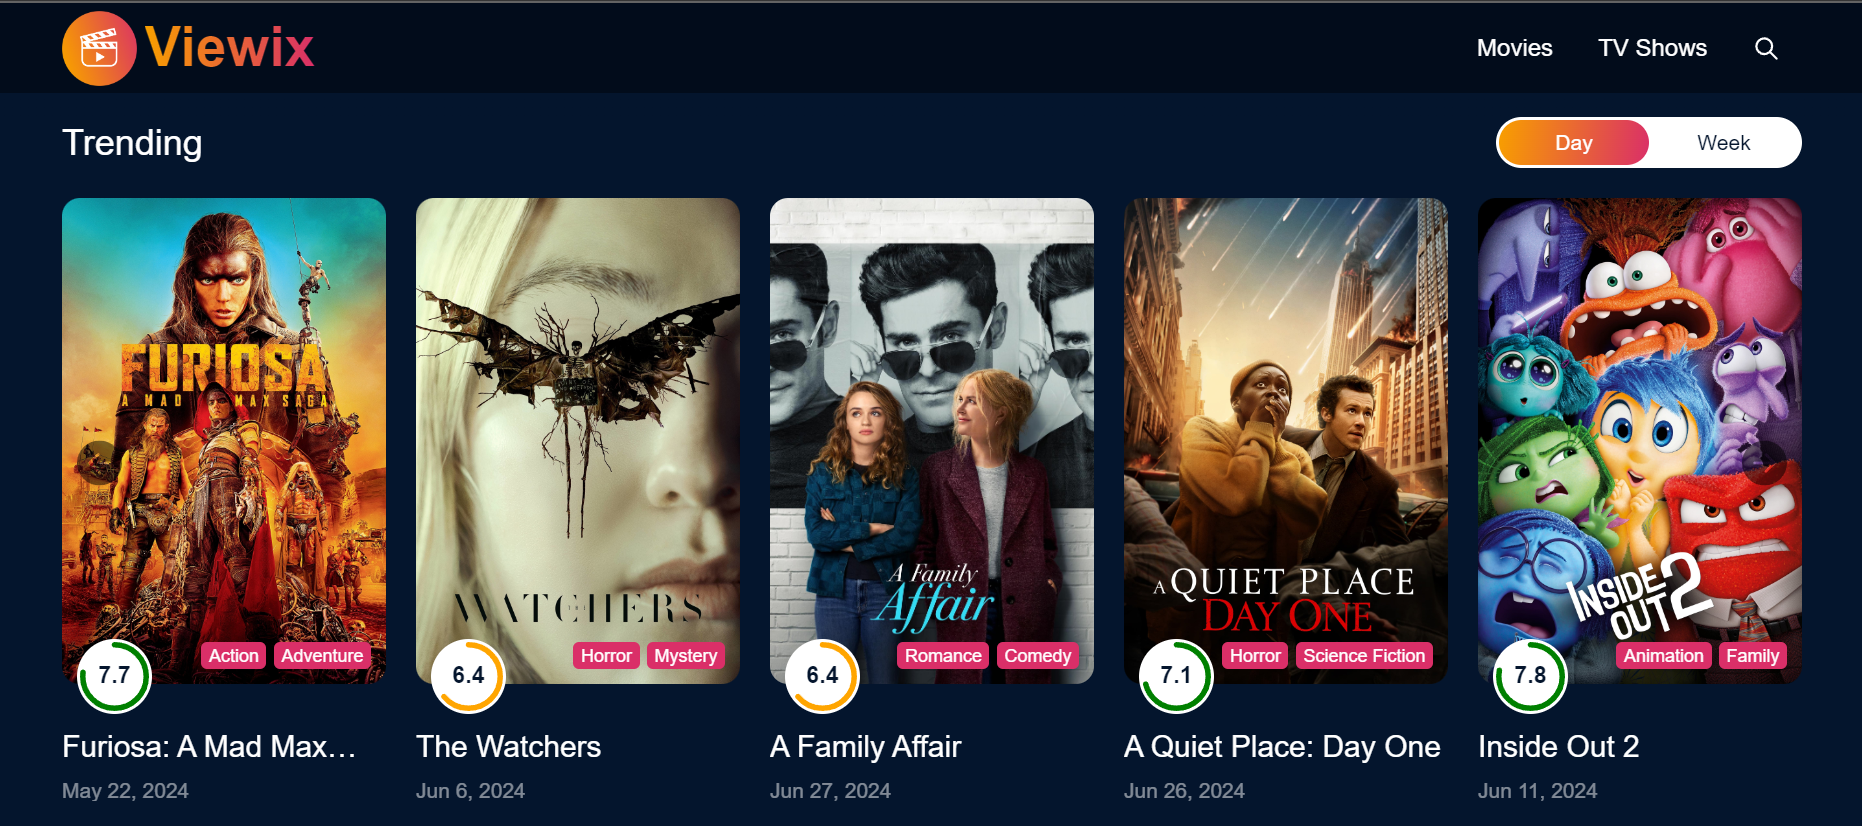 Viewix
Movies
TV Shows
Trending
Day
Week
FURIOSA
A MAD MAX SAGA
Action
Adventure
7.7
Furiosa: A Mad Max...
May 22, 2024
WATCHERS
Horror
Mystery
6.4
The Watchers
Jun 6, 2024
A Family
Affair
Romance
Comedy
6.4
A Family Affair
Jun 27, 2024
A QUIET PLACE
DAY ONE
Horror
Science Fiction
7.1
A Quiet Place: Day One
Jun 26, 2024
INSIDE
OUT 2
Animation
Family
7.8
Inside Out 2
Jun 11, 2024